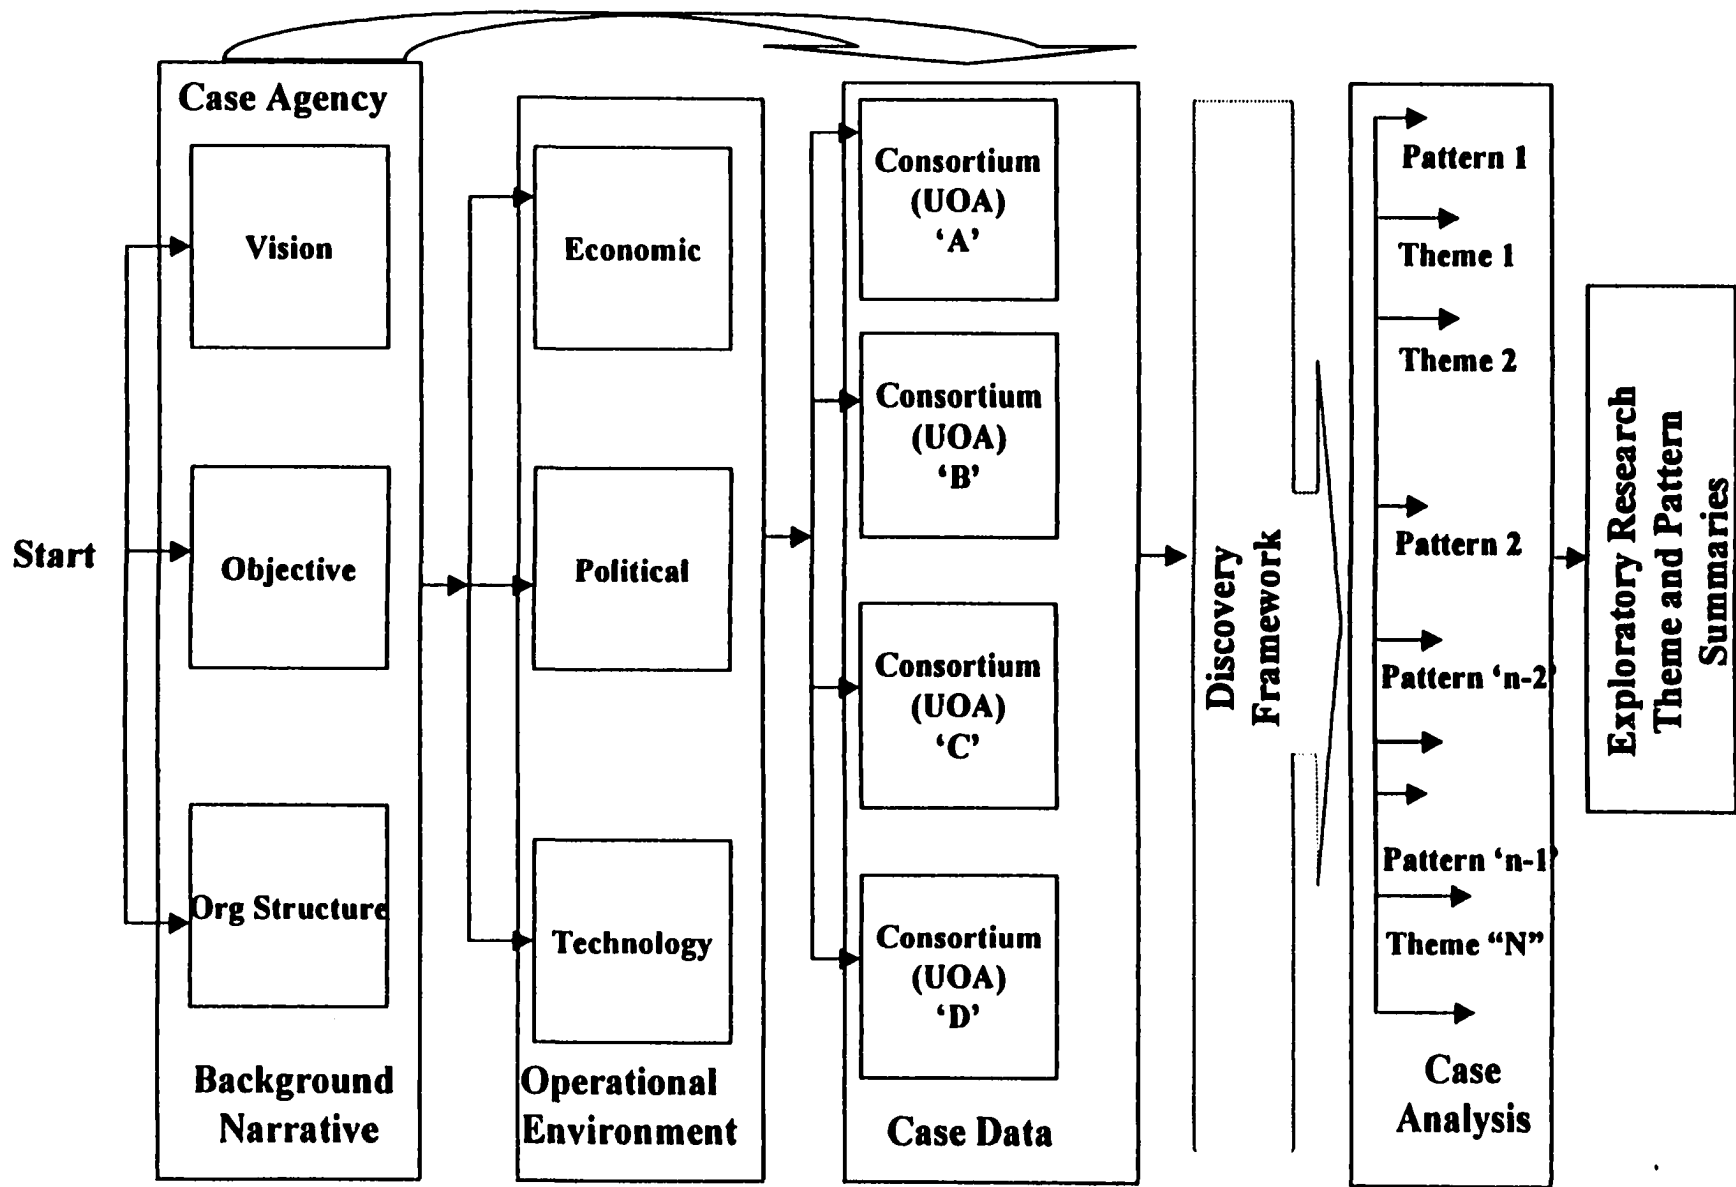 Start
Case Agency
Vision
Objective
Org Structure
Background
Narrative
Economic
Political
Technology
Operational
Environment
Consortium
(UOA)
‘A’
Consortium
(UOA)
‘B’
Consortium
(UOA)
‘C’
Consortium
(UOA)
‘D’
Case Data
Discovery
Framework
Pattern 1
Theme 1
Theme 2
Pattern 2
Pattern ‘n-2’
Pattern ‘n-1’
Theme “N”
Case
Analysis
Exploratory Research
Theme and Pattern
Summaries